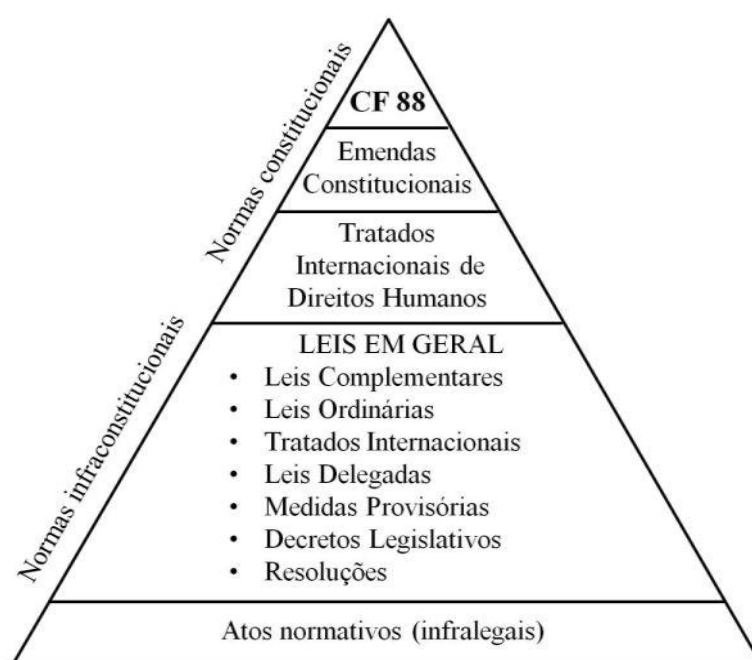 Normas constitucionais
CF 88
Emendas
Constitucionais
Tratados
Internacionais de
Direitos Humanos
Normas infraconstitucionais
LEIS EM GERAL
• Leis Complementares
• Leis Ordinárias
• Tratados Internacionais
• Leis Delegadas
• Medidas Provisórias
• Decretos Legislativos
• Resoluções
Atos normativos (infralegais)